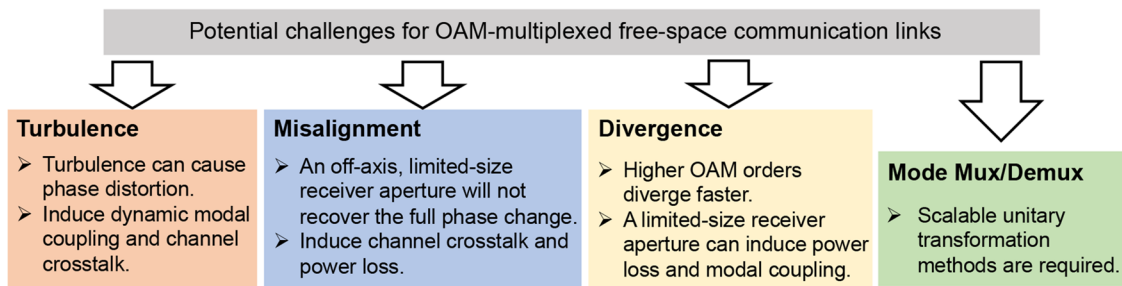 Potential challenges for OAM-multiplexed free-space communication links
Turbulence
➢ Turbulence can cause
phase distortion.
➢ Induce dynamic modal
coupling and channel
crosstalk.
Misalignment
➢ An off-axis, limited-size
receiver aperture will not
recover the full phase change.
➢ Induce channel crosstalk and
power loss.
Divergence
➢ Higher OAM orders
diverge faster.
➢ A limited-size receiver
aperture can induce power
loss and modal coupling.
Mode Mux/Demux
➢ Scalable unitary
transformation
methods are required.